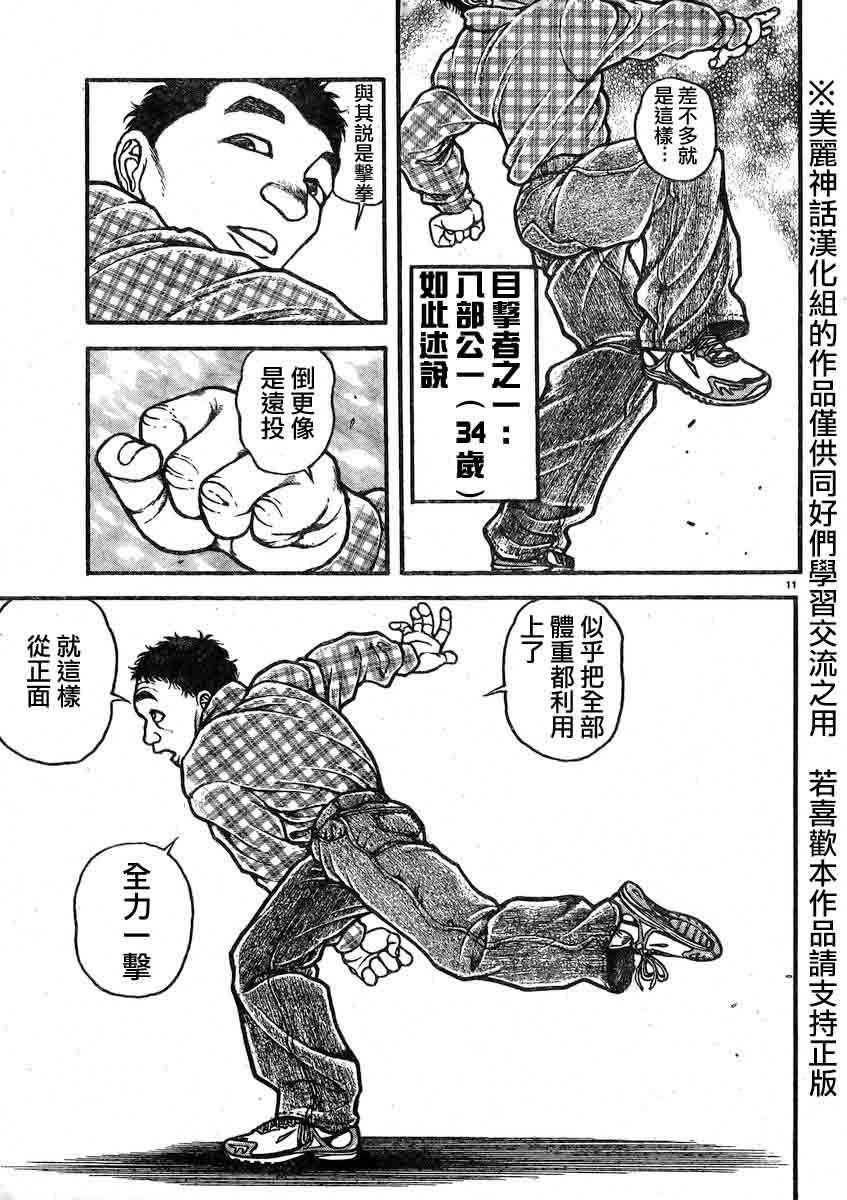 ※美麗神話漢化組的作品僅供同好們學習交流之用 若喜歡本作品請支持正版
差不多就
是這樣…
目擊者之一：
八部公一（34歲）
如此述說
與其說是擊拳
倒更像
是遠投
11
似乎把全部
體重都利用
上了
就這樣
從正面
全力一擊